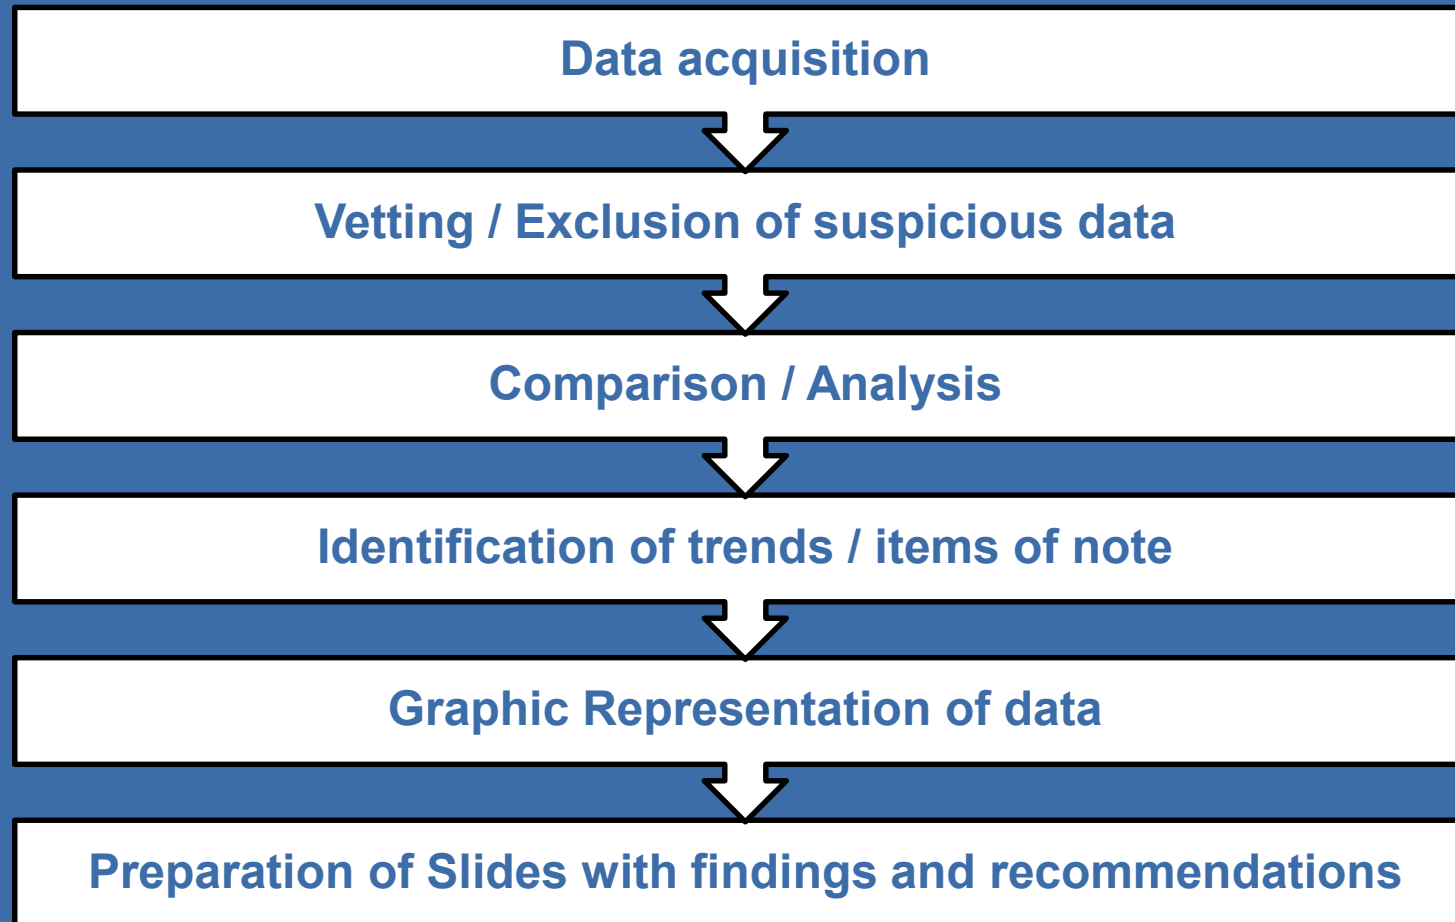 Data acquisition
Vetting / Exclusion of suspicious data
Comparison / Analysis
Identification of trends / items of note
Graphic Representation of data
Preparation of Slides with findings and recommendations